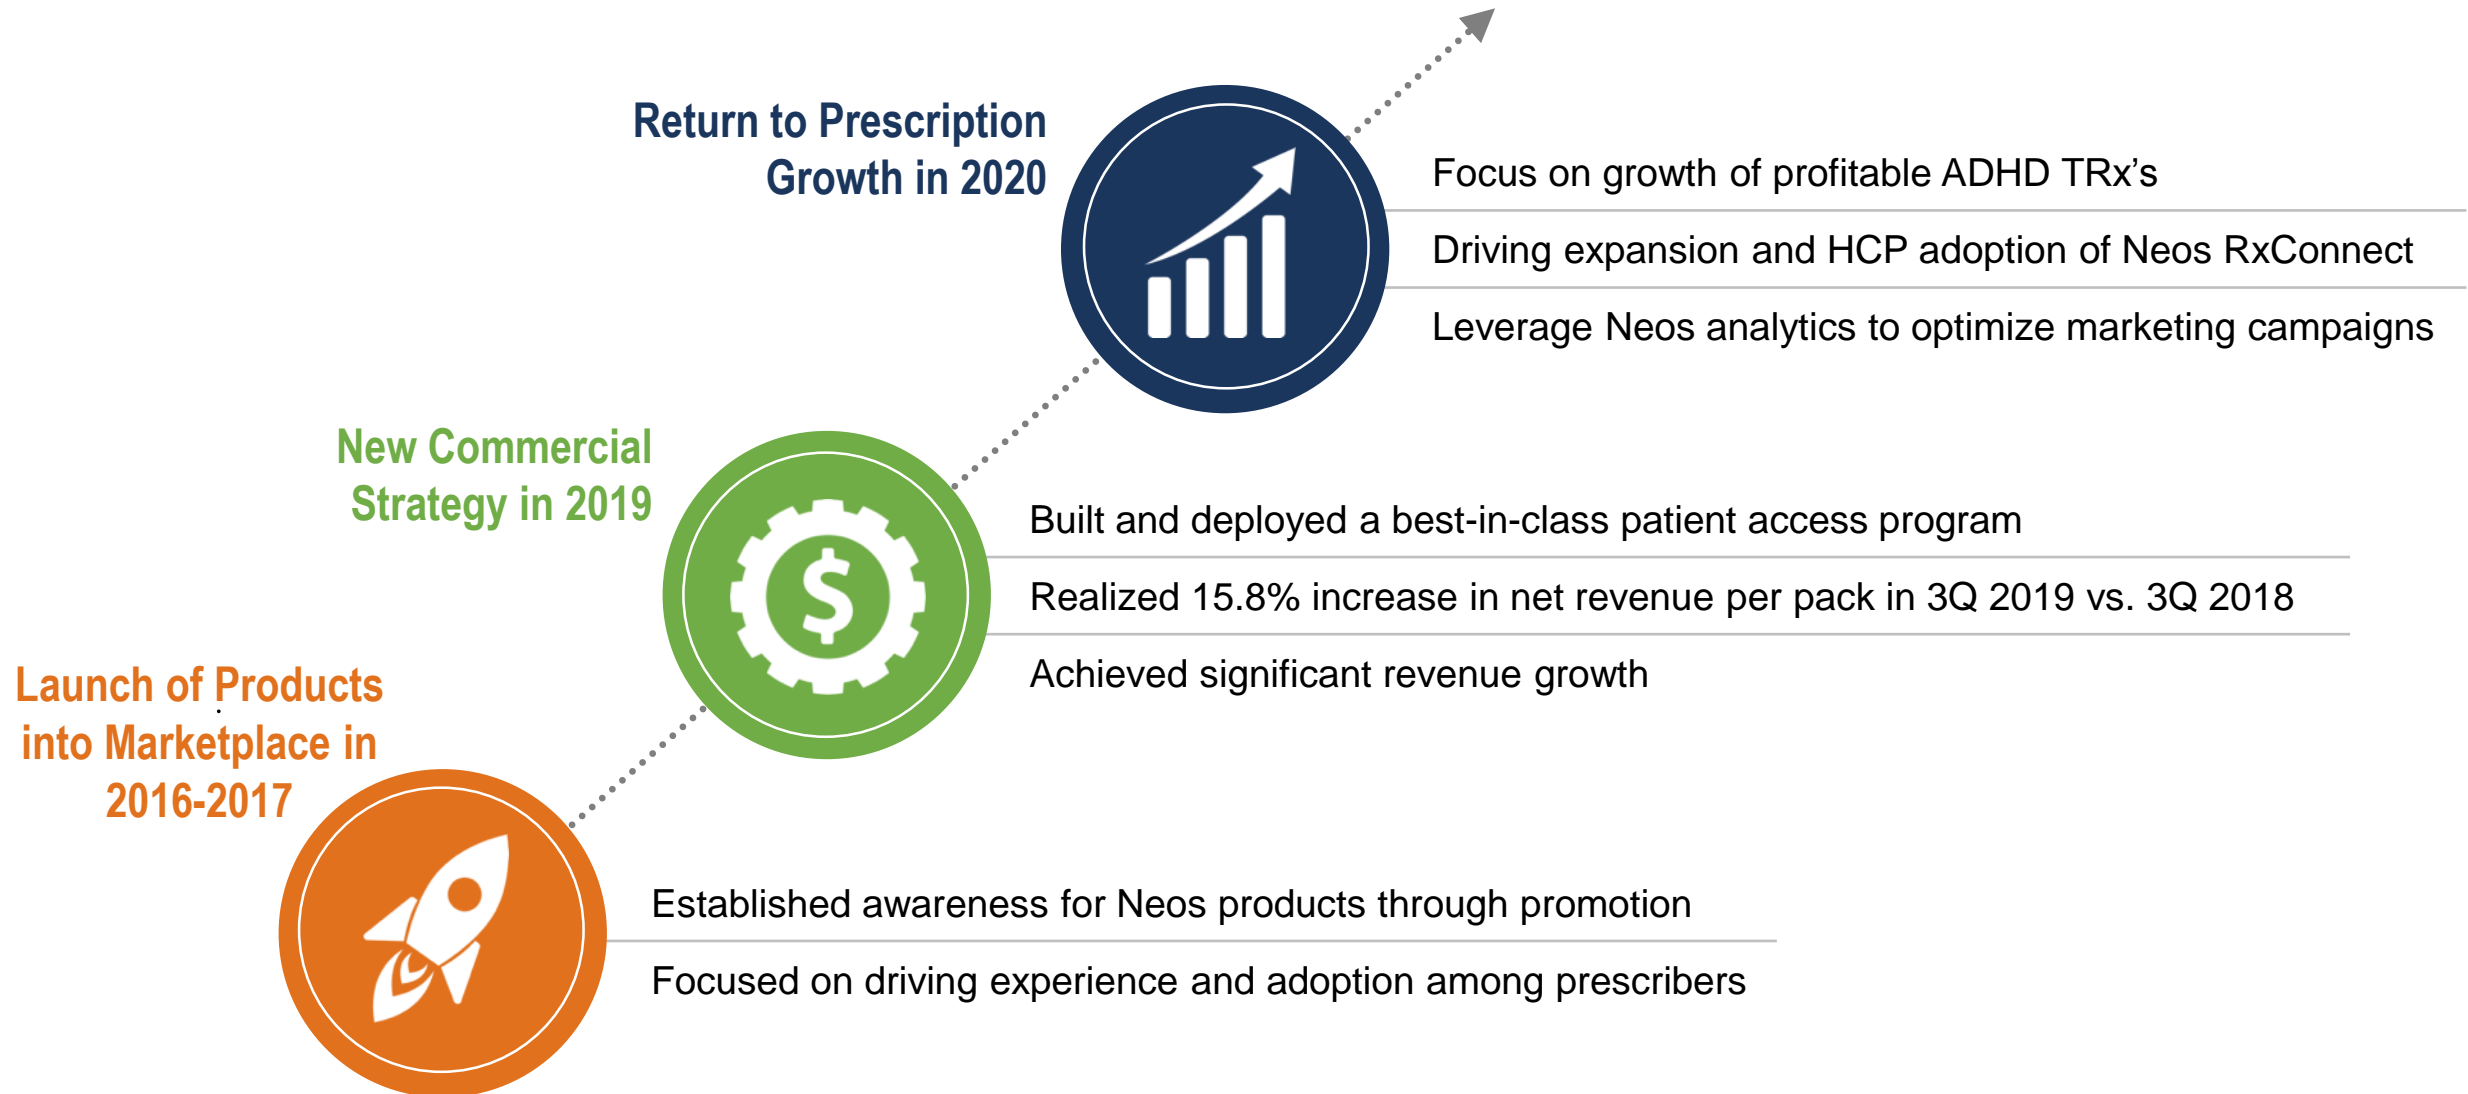 Return to Prescription
Growth in 2020
Focus on growth of profitable ADHD TRx’s
Driving expansion and HCP adoption of Neos RxConnect
Leverage Neos analytics to optimize marketing campaigns
New Commercial
Strategy in 2019
$
Built and deployed a best-in-class patient access program
Realized 15.8% increase in net revenue per pack in 3Q 2019 vs. 3Q 2018
Achieved significant revenue growth
Launch of Products
into Marketplace in
2016-2017
Established awareness for Neos products through promotion
Focused on driving experience and adoption among prescribers